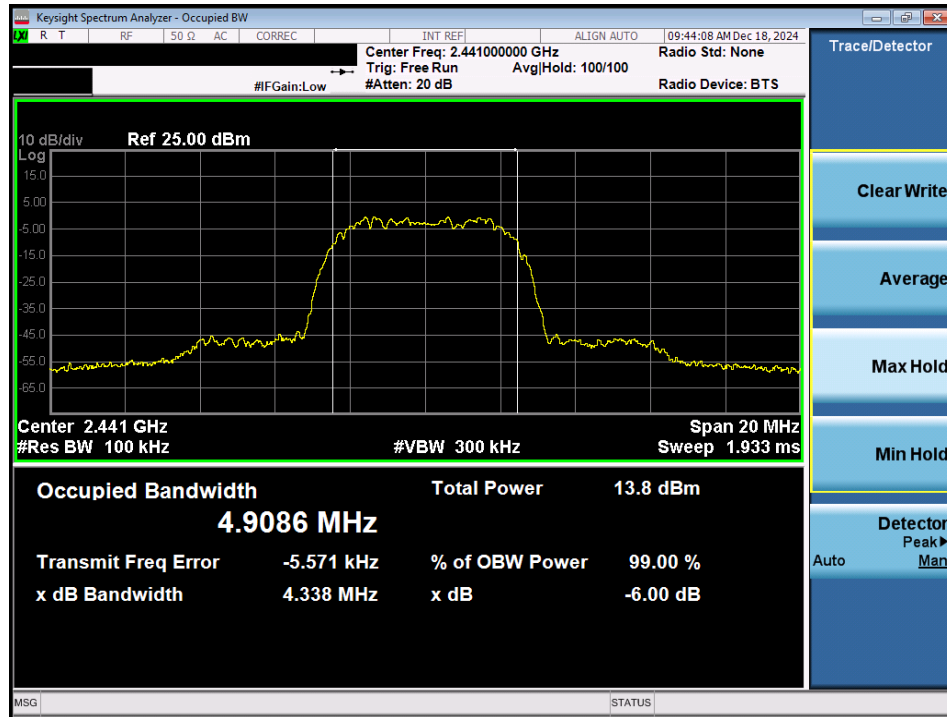 Keysight Spectrum Analyzer - Occupied BW
LXI R T RF 50 Ω AC CORREC INT REF ALIGN AUTO 09:44:08 AM Dec 18, 2024
Center Freq: 2.441000000 GHz Radio Std: None
Trig: Free Run Avg|Hold: 100/100
#IFGain:Low #Atten: 20 dB Radio Device: BTS
10 dB/div Ref 25.00 dBm
Log
15.0
5.00
-5.00
-15.0
-25.0
-35.0
-45.0
-55.0
-65.0
Center 2.441 GHz Span 20 MHz
#Res BW 100 kHz #VBW 300 kHz Sweep 1.933 ms
Occupied Bandwidth Total Power 13.8 dBm
4.9086 MHz
Transmit Freq Error -5.571 kHz % of OBW Power 99.00 %
x dB Bandwidth 4.338 MHz x dB -6.00 dB
MSG STATUS
Trace/Detector
Clear Write
Average
Max Hold
Min Hold
Detector
Peak▶
Auto Man